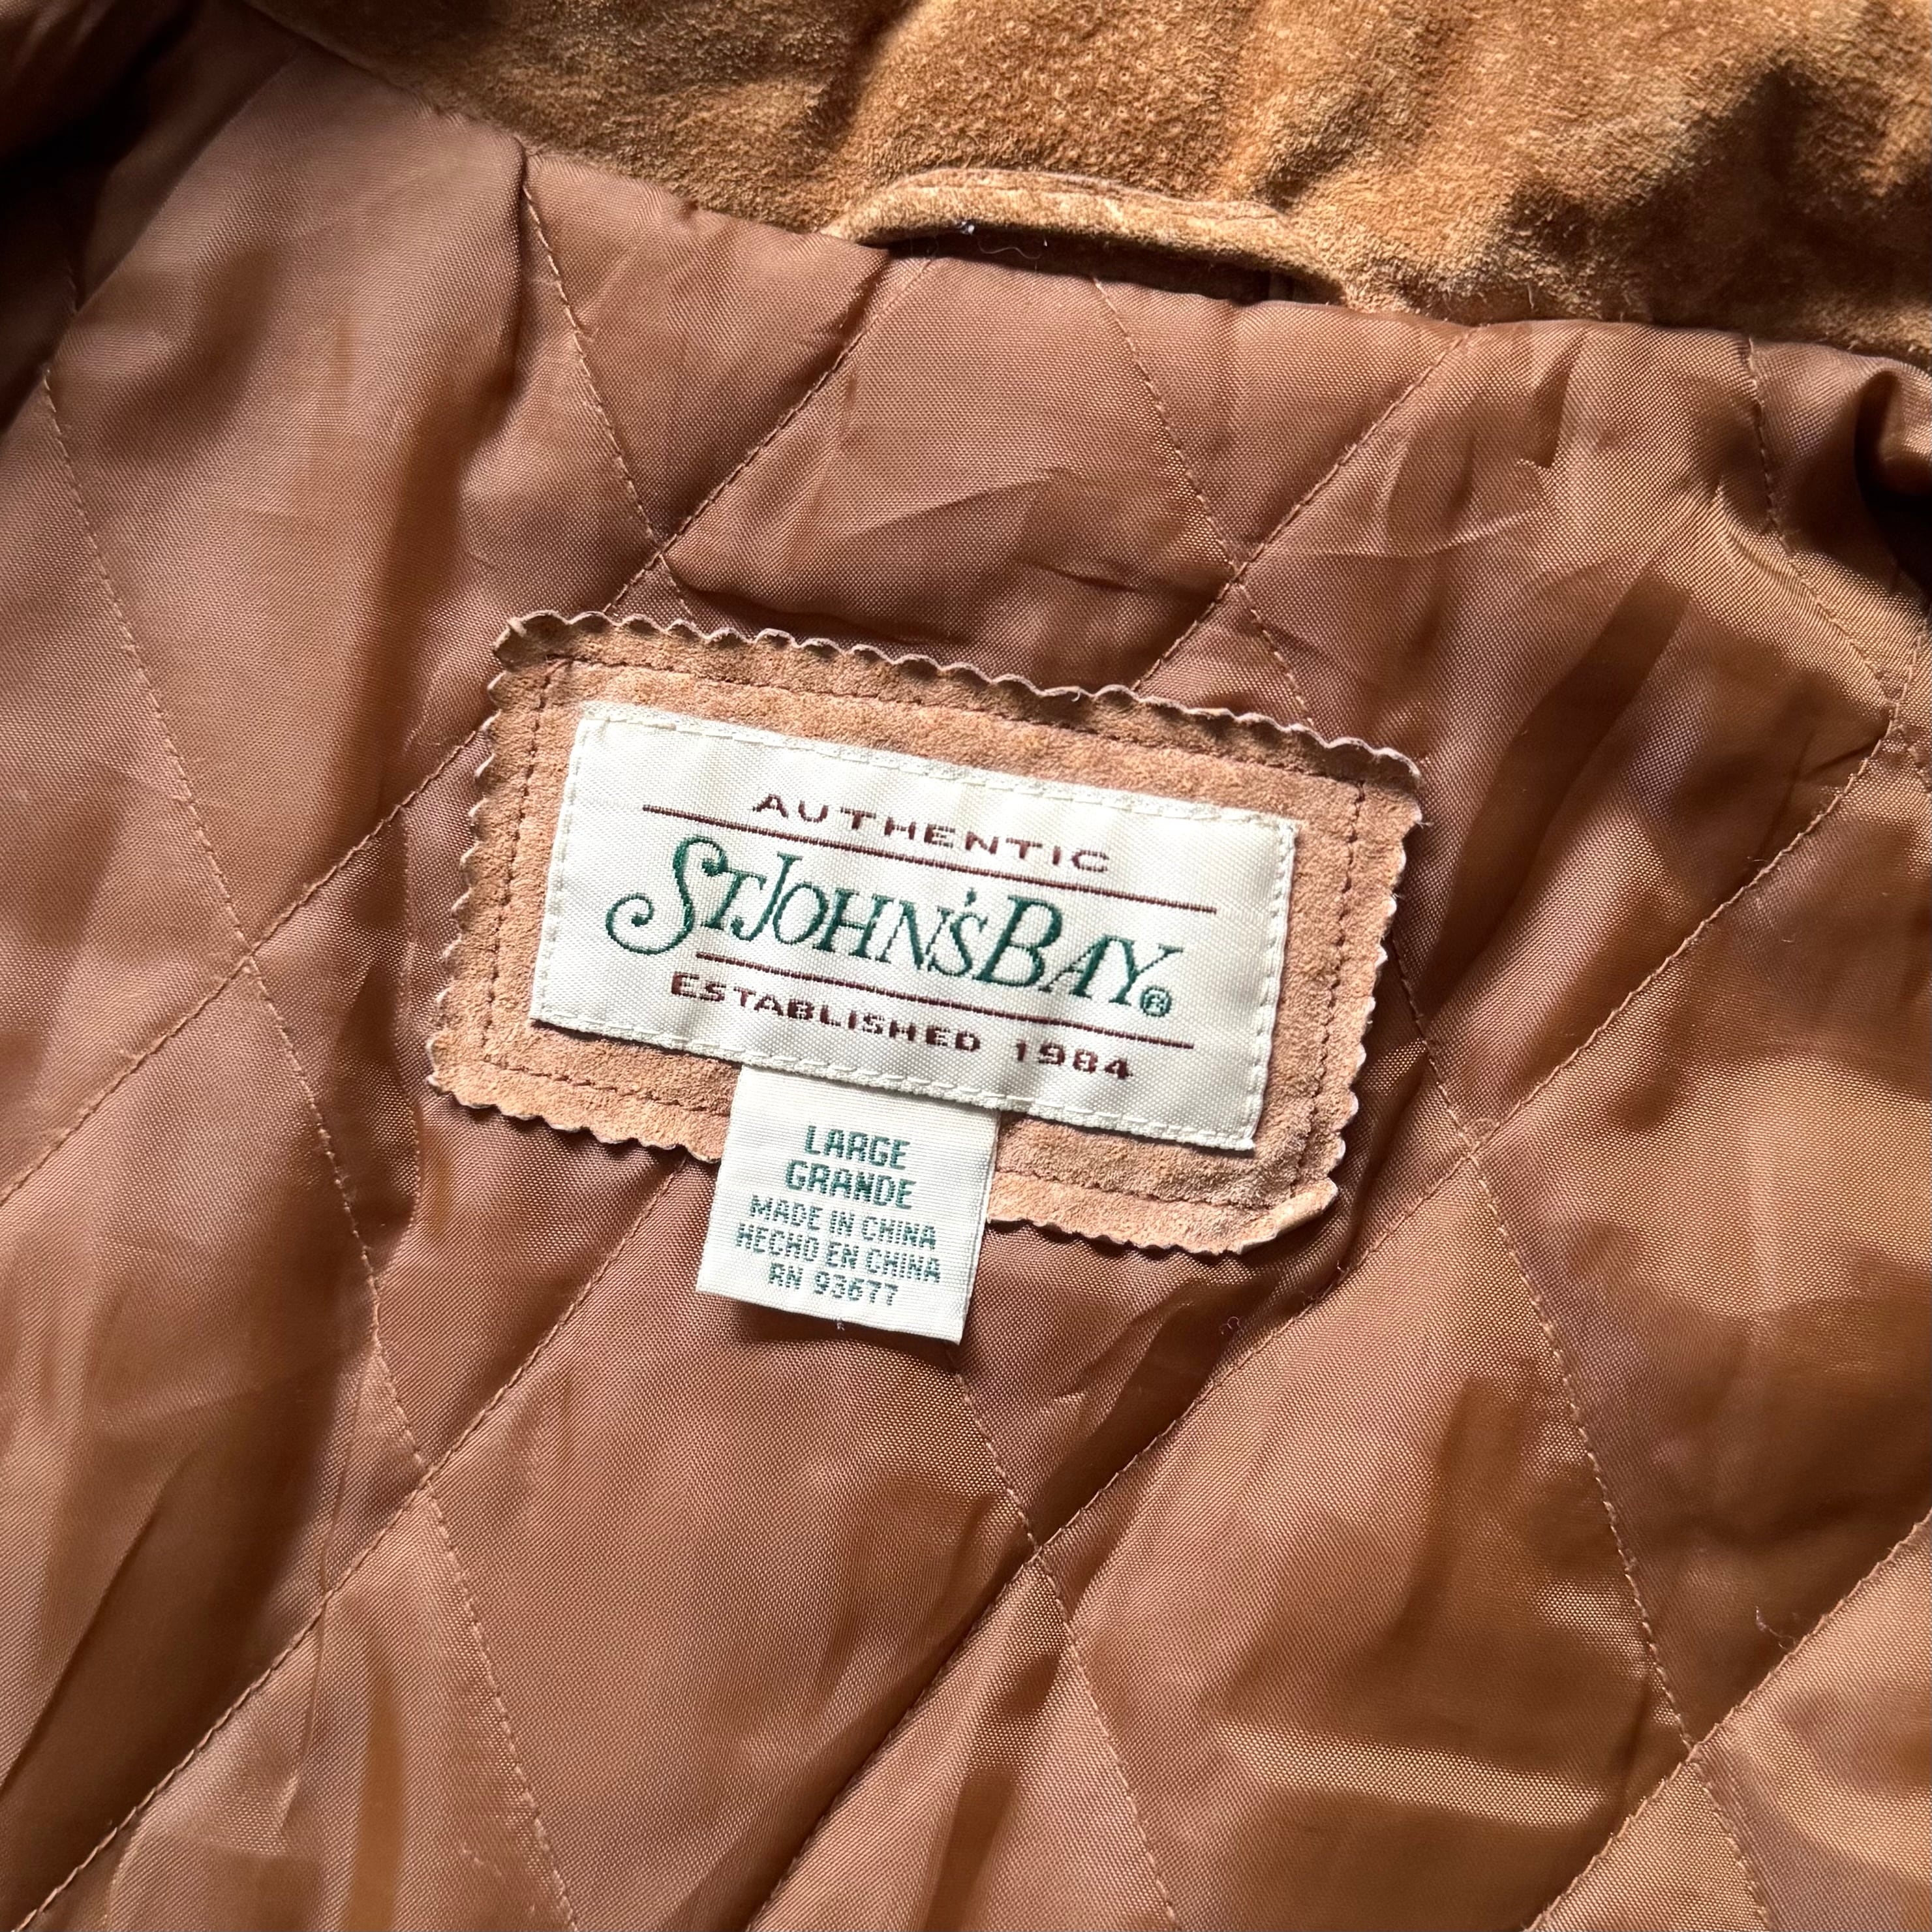 AUTHENTIC
ST JOHN'S BAY®
ESTABLISHED 1984
LARGE
GRANDE
MADE IN CHINA
HECHO EN CHINA
RN 93677